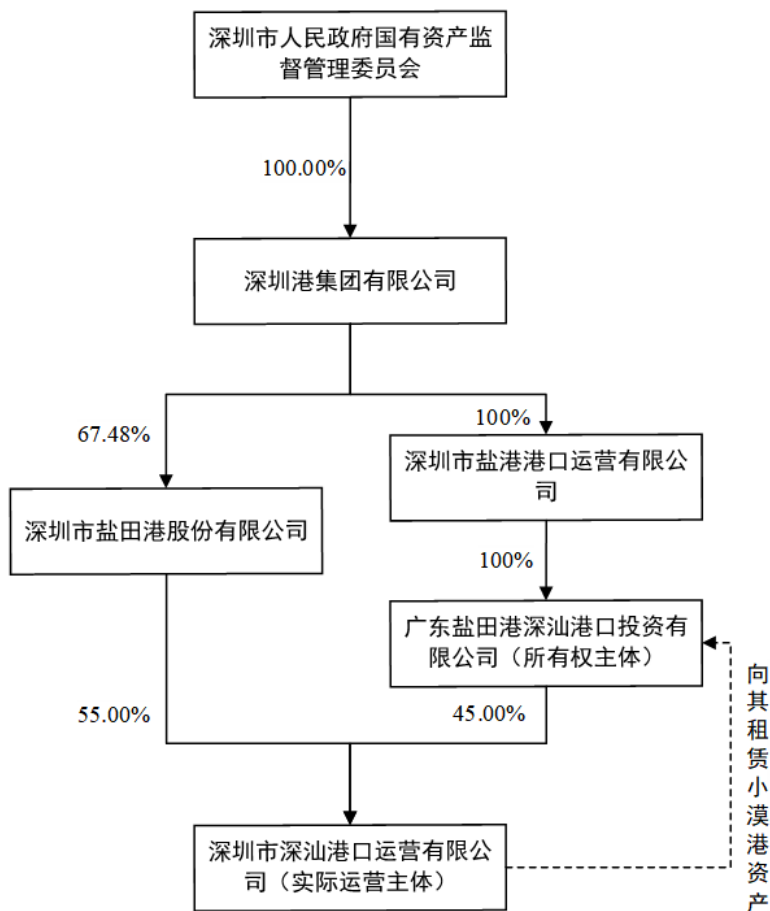 深圳市人民政府国有资产监
督管理委员会
100.00%
深圳港集团有限公司
67.48%
100%
深圳市盐港港口运营有限公
司
深圳市盐田港股份有限公司
100%
广东盐田港深汕港口投资有
限公司（所有权主体）
55.00%
45.00%
向其租赁小漠港资产
深圳市深汕港口运营有限公
司（实际运营主体）